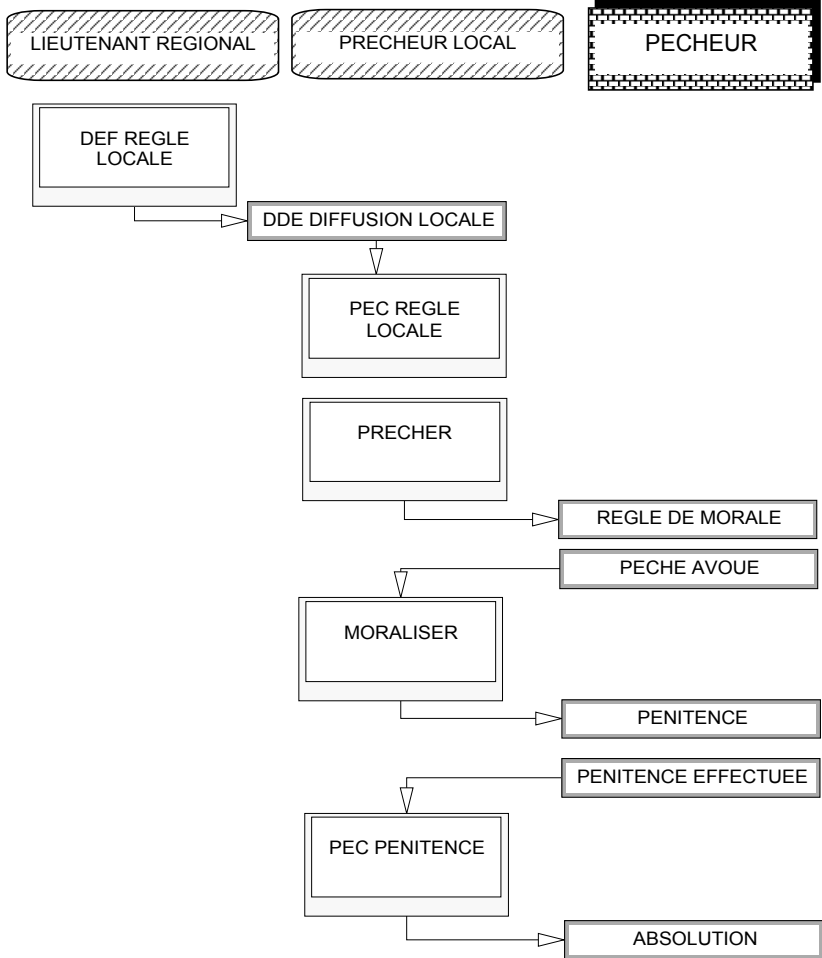 LIEUTENANT REGIONAL
PRECHEUR LOCAL
PECHEUR
DEF REGLE
LOCALE
DDE DIFFUSION LOCALE
PEC REGLE
LOCALE
PRECHER
REGLE DE MORALE
PECHE AVOUE
MORALISER
PENITENCE
PENITENCE EFFECTUEE
PEC PENITENCE
ABSOLUTION